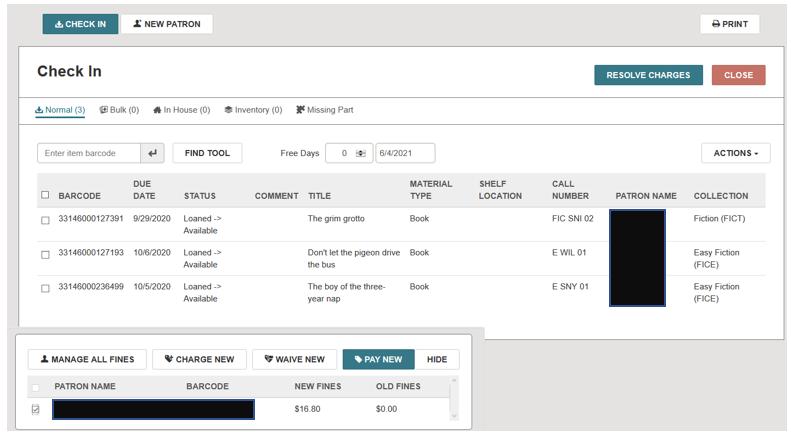 CHECK IN NEW PATRON PRINT
Check In RESOLVE CHARGES CLOSE
Normal (3) Bulk (0) In House (0) Inventory (0) Missing Part
Enter item barcode FIND TOOL Free Days 0 6/4/2021 ACTIONS
BARCODE DUE DATE STATUS COMMENT TITLE MATERIAL TYPE SHELF LOCATION CALL NUMBER PATRON NAME COLLECTION
33146000127391 9/29/2020 Loaned -> Available The grim grotto Book FIC SNI 02 Fiction (FICT)
33146000127193 10/6/2020 Loaned -> Available Don't let the pigeon drive the bus Book E WIL 01 Easy Fiction (FICE)
33146000236499 10/5/2020 Loaned -> Available The boy of the three-year nap Book E SNY 01 Easy Fiction (FICE)
MANAGE ALL FINES CHARGE NEW WAIVE NEW PAY NEW HIDE
PATRON NAME BARCODE NEW FINES OLD FINES
$16.80 $0.00